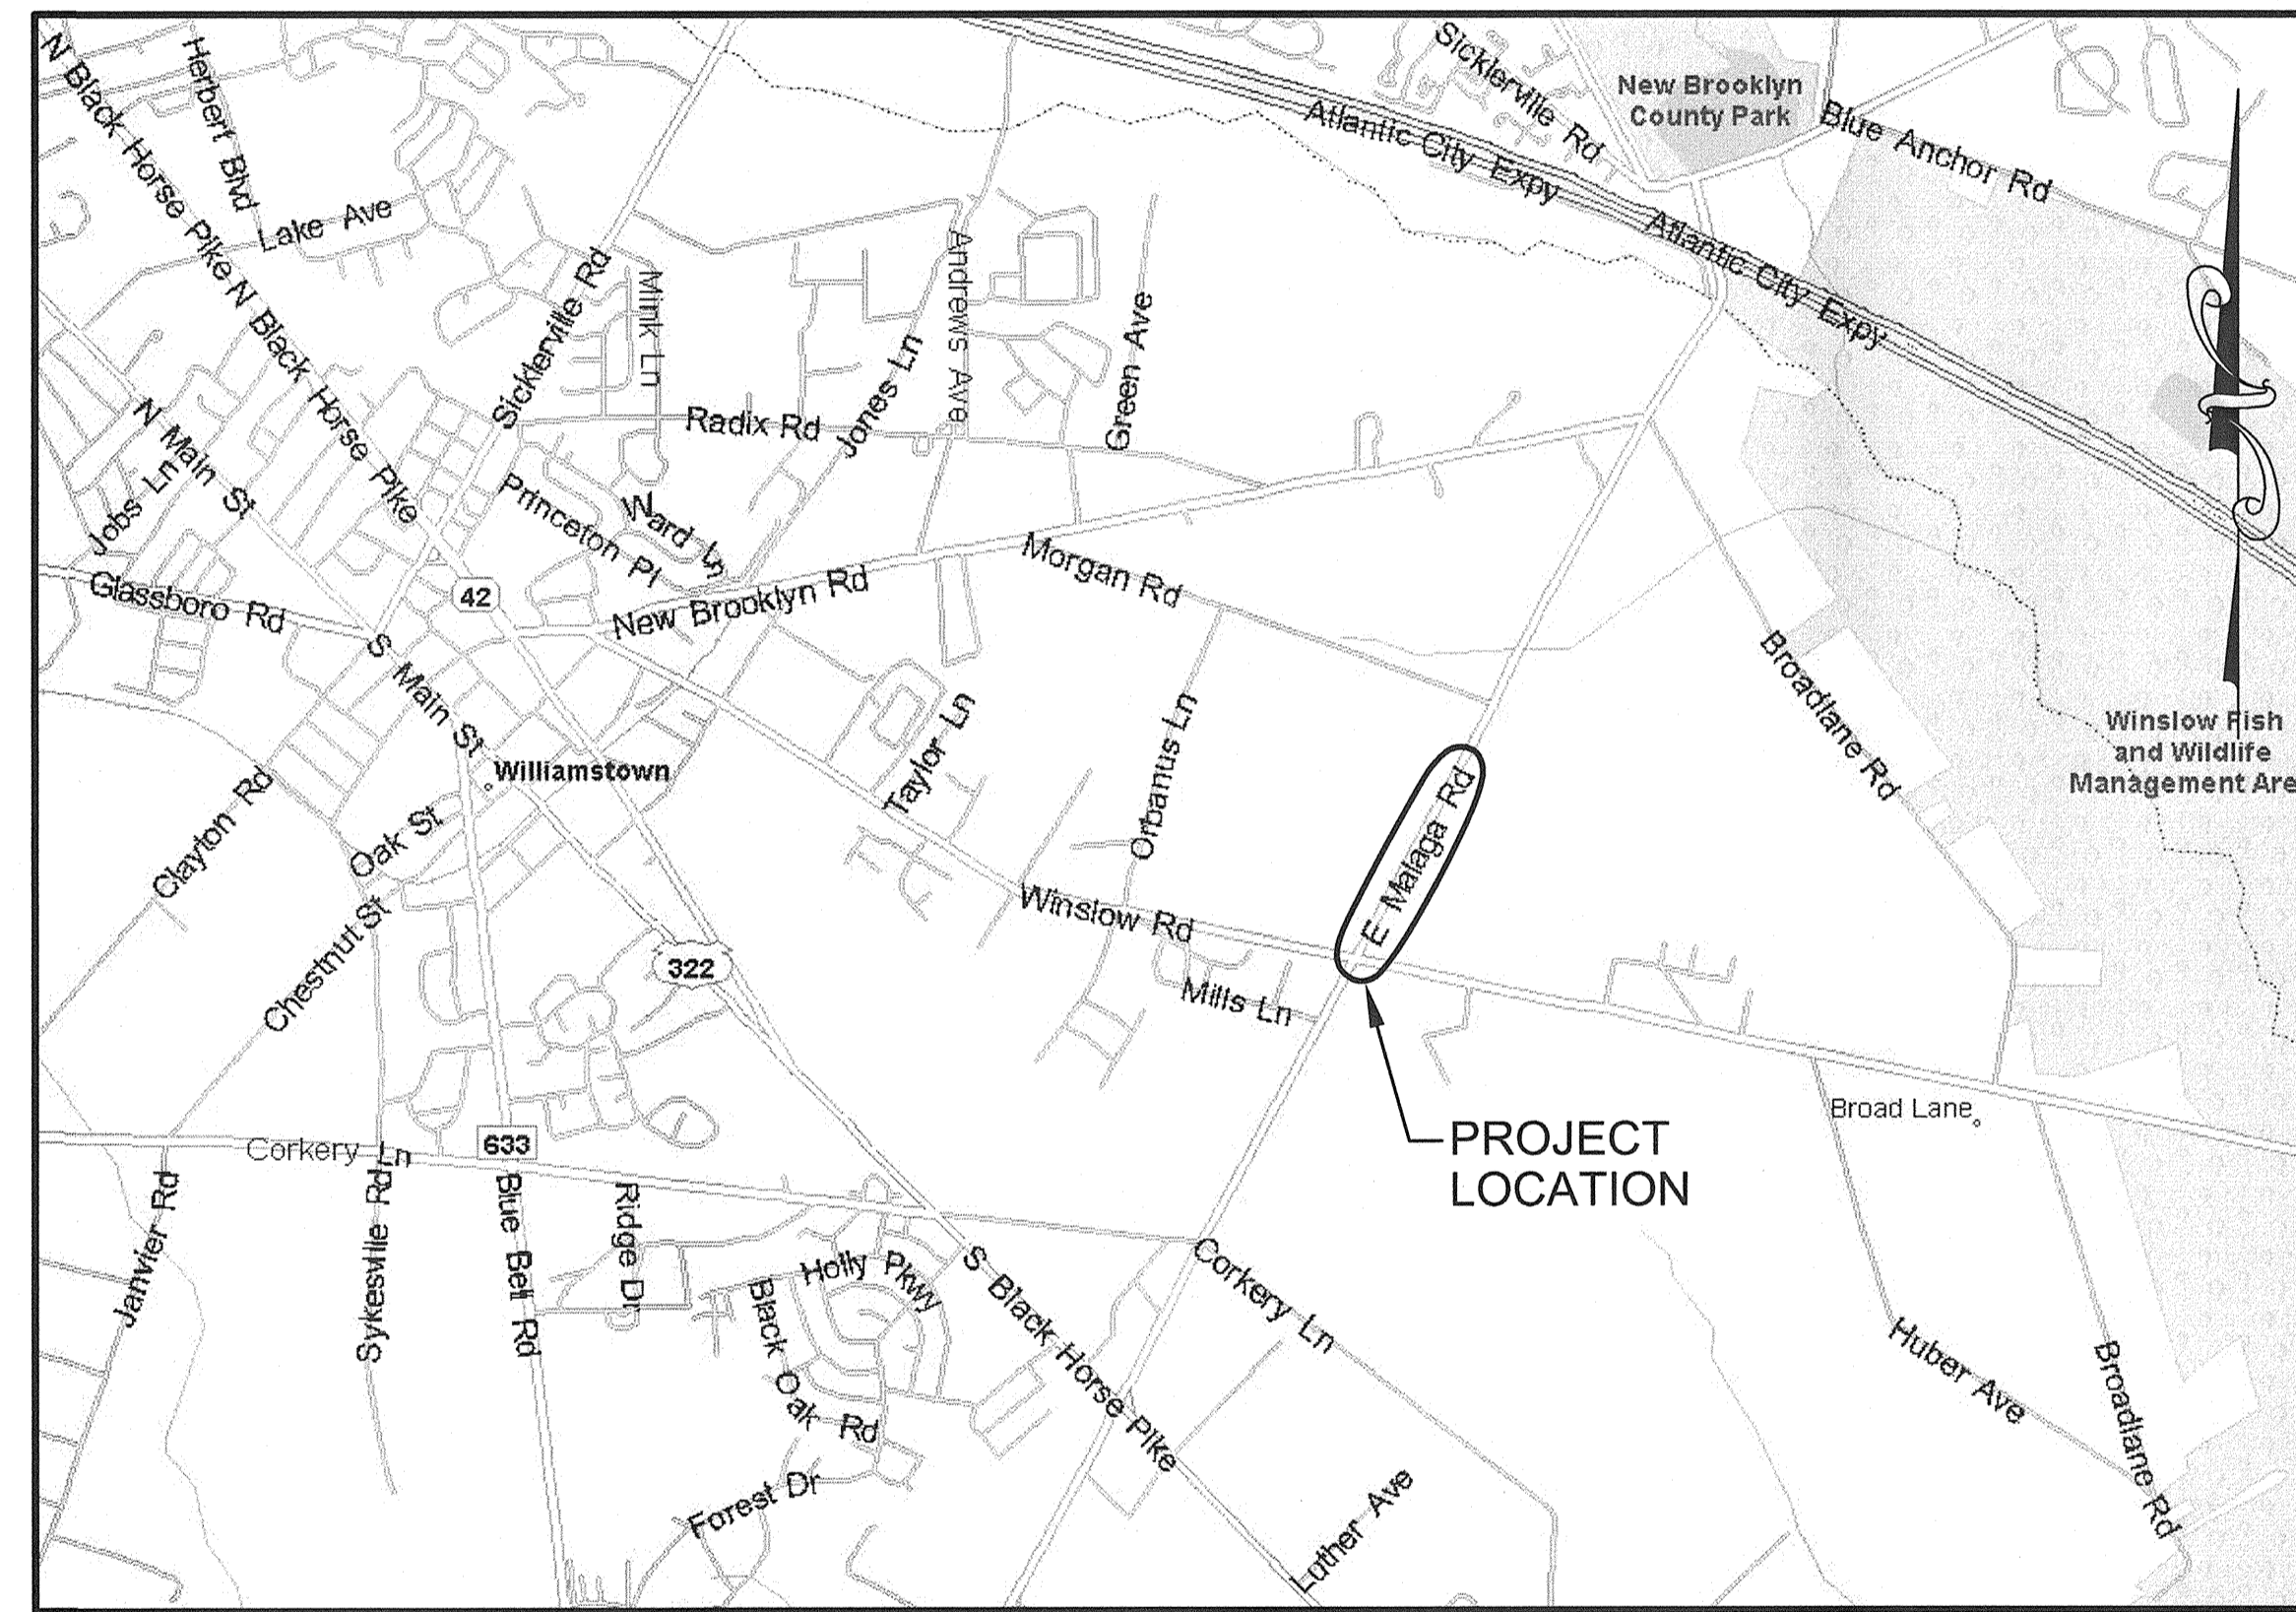 N Black Horse Pike
Herbert Blvd
Lake Ave
Sicklerville Rd
New Brooklyn
County Park
Blue Anchor Rd
Atlantic City Expy
Atlantic City Expy
N Black Horse Pike
Sicklerville Rd
Mink Ln
Andrews Ave
Green Ave
Jones Ln
Radix Rd
N Main St
Jobs Ln
Princeton Pl
Ward Ln
Glassboro Rd
42
New Brooklyn Rd
Morgan Rd
S Main St
Williamstown
Taylor Ln
Orbanus Ln
Broadlane Rd
Winslow Fish
and Wildlife
Management Are
E Malaga Rd
Clayton Rd
Oak St
Chestnut St
Winslow Rd
322
Mills Ln
PROJECT
LOCATION
Broad Lane
Corkery Ln
633
Janvier Rd
Sykesville Rd
Blue Bell Rd
Ridge Dr
Holly Pkwy
Black Oak Rd
S Black Horse Pike
Corkery Ln
Huber Ave
Broadlane Rd
Forest Dr
Luther Ave